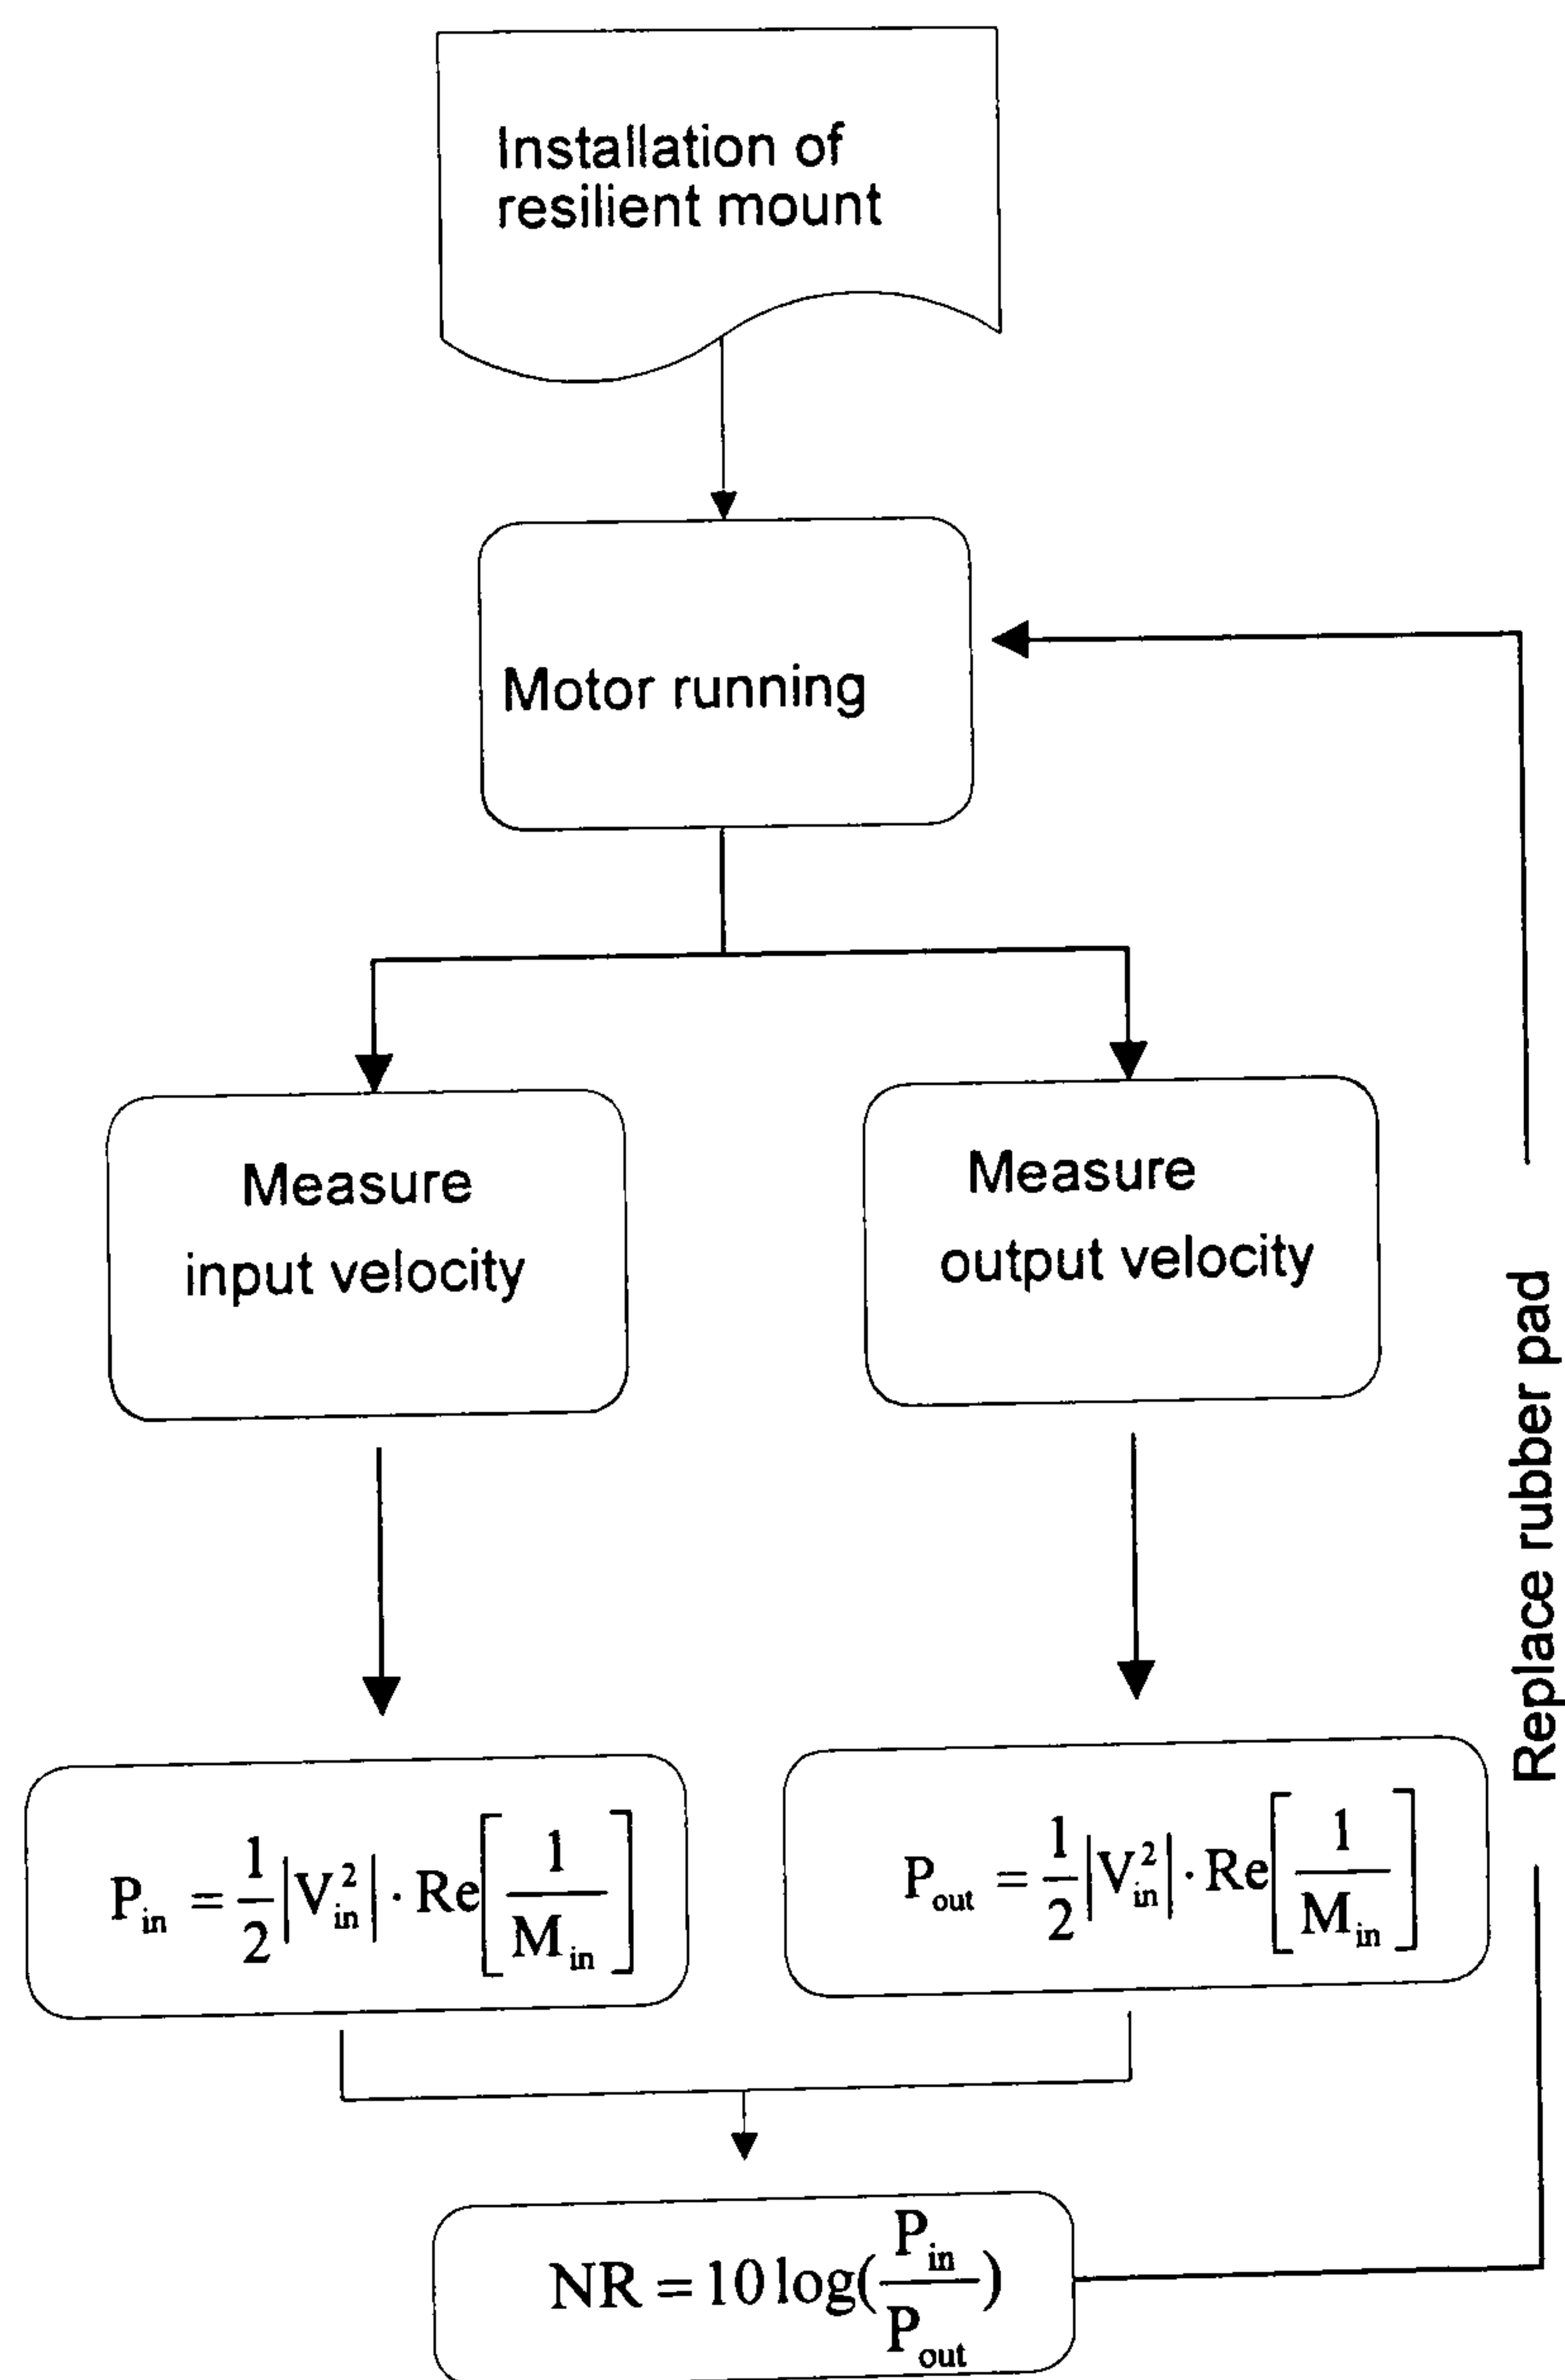 Installation of
resilient mount
Motor running
Measure
input velocity
Measure
output velocity
Replace rubber pad
P_in = 1/2 |V_in^2| · Re[1/M_in]
P_out = 1/2 |V_in^2| · Re[1/M_in]
NR = 10 log(P_in/P_out)